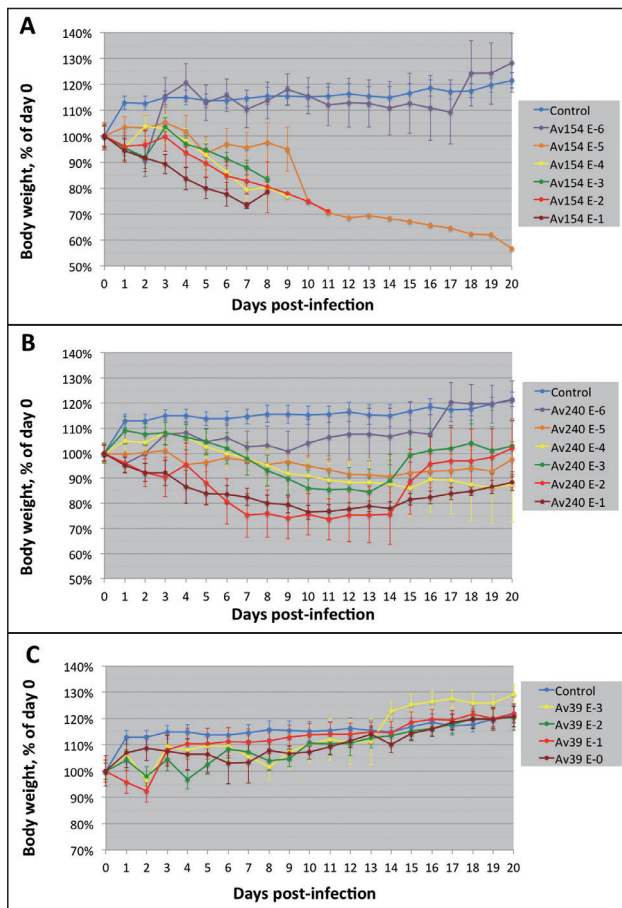 A
Body weight, % of day 0
140%
130%
120%
110%
100%
90%
80%
70%
60%
50%
0 1 2 3 4 5 6 7 8 9 10 11 12 13 14 15 16 17 18 19 20
Days post-infection
Control
Av154 E-6
Av154 E-5
Av154 E-4
Av154 E-3
Av154 E-2
Av154 E-1
B
Body weight, % of day 0
140%
130%
120%
110%
100%
90%
80%
70%
60%
50%
0 1 2 3 4 5 6 7 8 9 10 11 12 13 14 15 16 17 18 19 20
Days post-infection
Control
Av240 E-6
Av240 E-5
Av240 E-4
Av240 E-3
Av240 E-2
Av240 E-1
C
Body weight, % of day 0
140%
130%
120%
110%
100%
90%
80%
70%
0 1 2 3 4 5 6 7 8 9 10 11 12 13 14 15 16 17 18 19 20
Days post-infection
Control
Av39 E-3
Av39 E-2
Av39 E-1
Av39 E-0